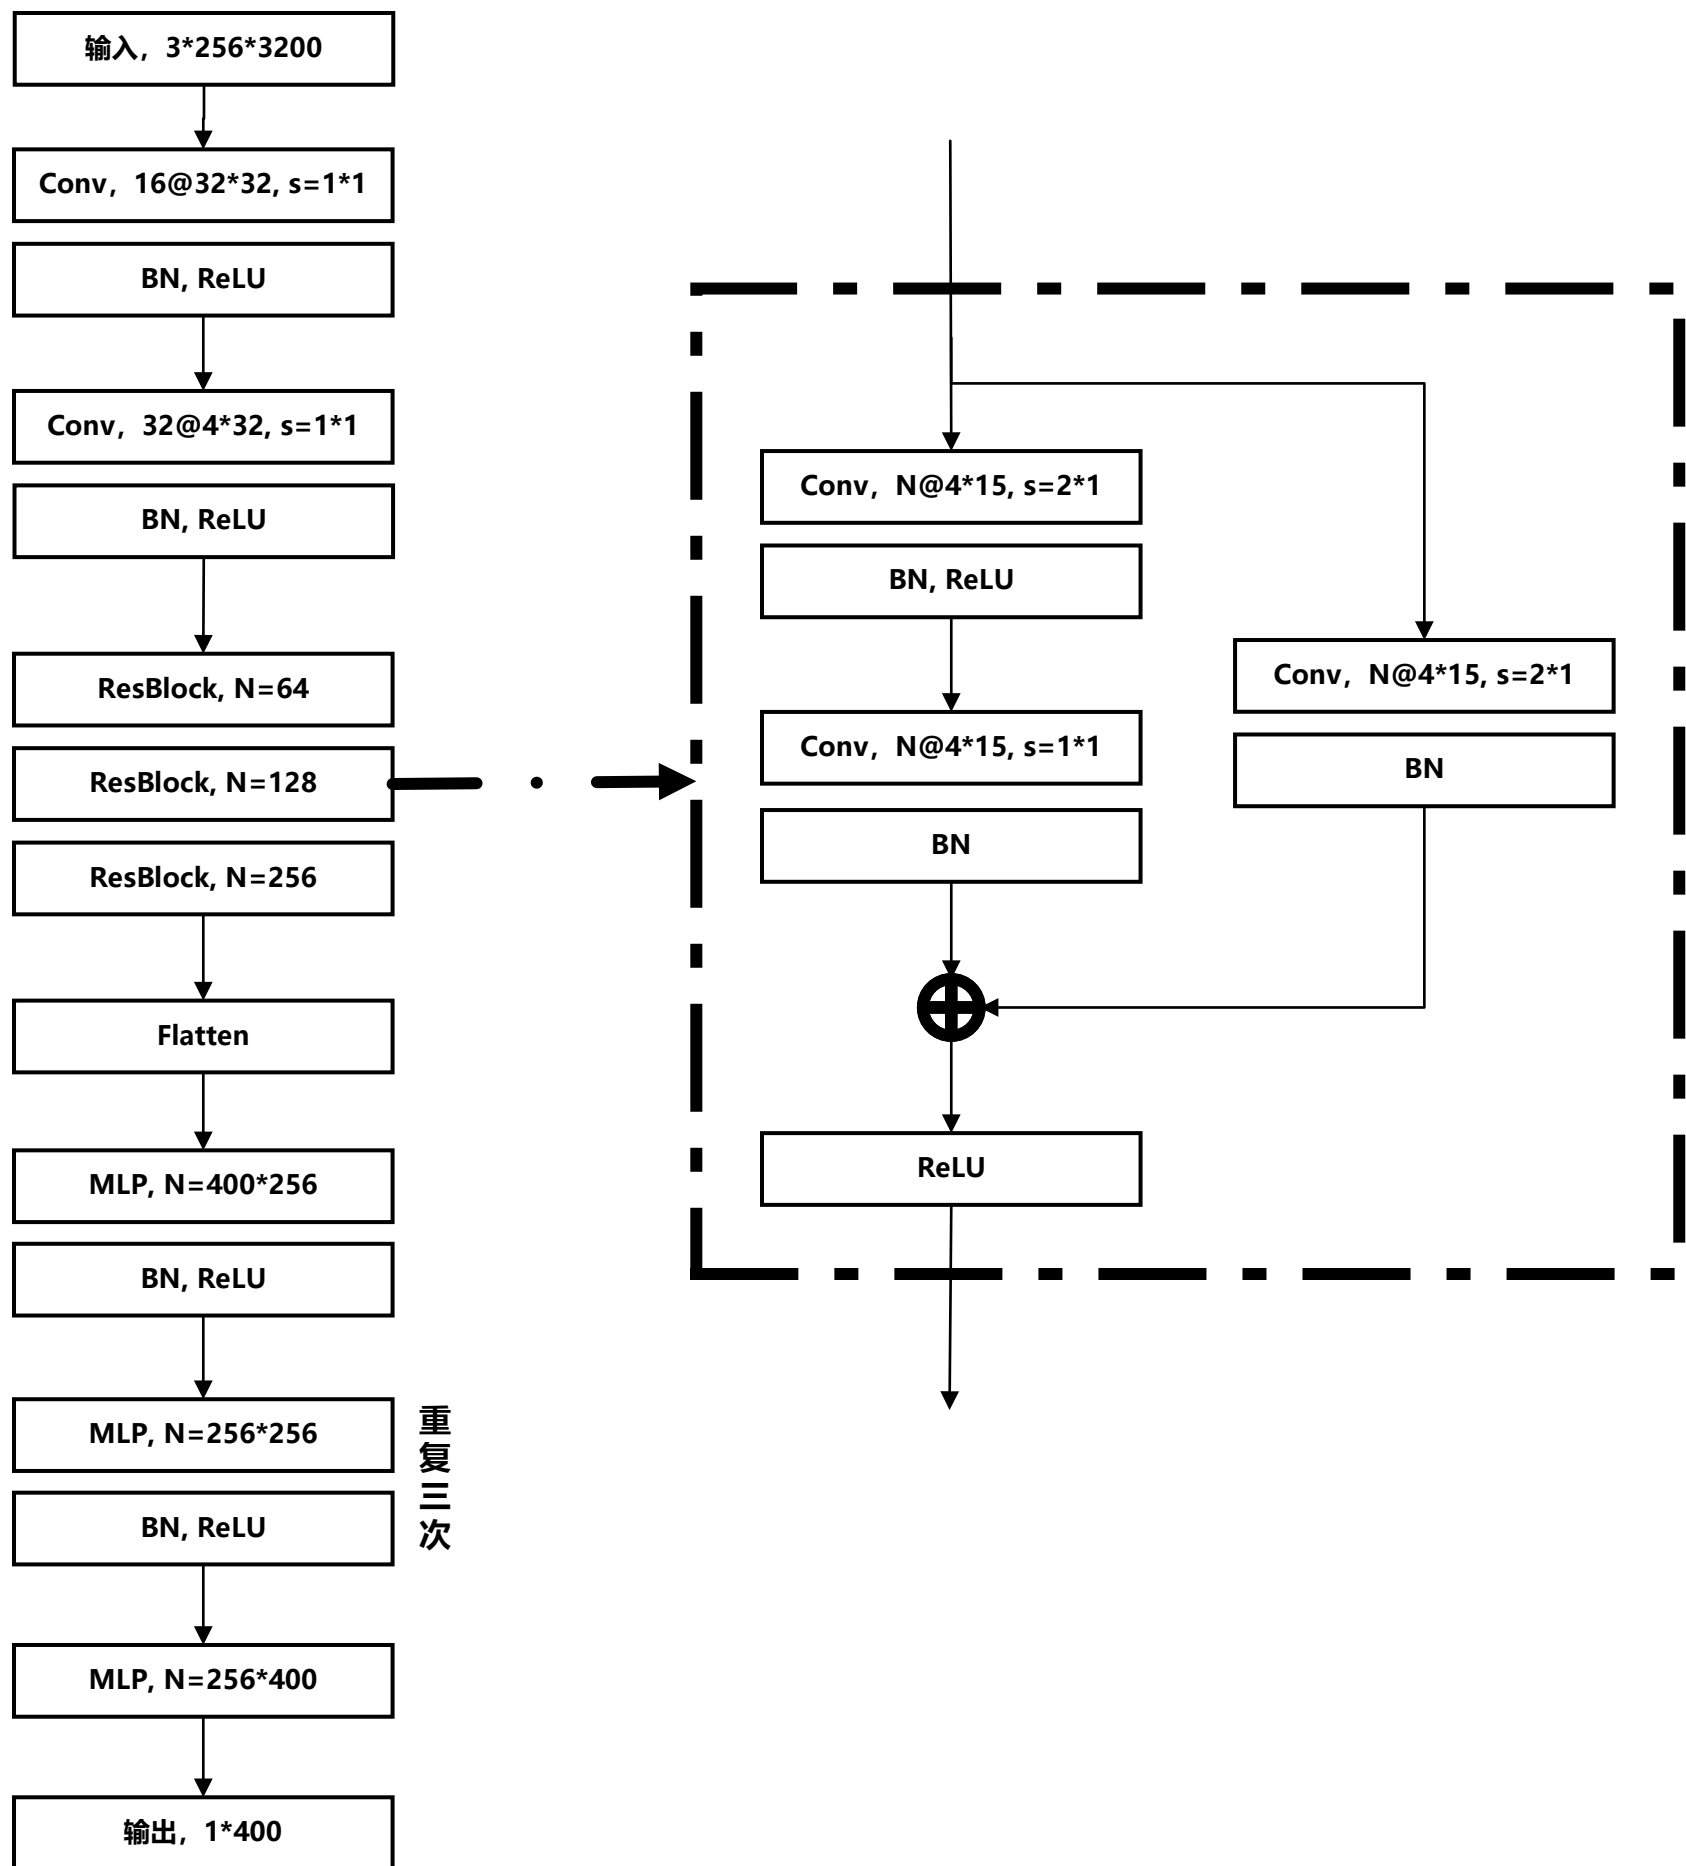 输入，3*256*3200
Conv，16@32*32, s=1*1
BN, ReLU
Conv，32@4*32, s=1*1
BN, ReLU
ResBlock, N=64
ResBlock, N=128
ResBlock, N=256
Flatten
MLP, N=400*256
BN, ReLU
MLP, N=256*256
BN, ReLU
重复三次
MLP, N=256*400
输出，1*400
Conv，N@4*15, s=2*1
BN, ReLU
Conv，N@4*15, s=1*1
BN
Conv，N@4*15, s=2*1
BN
ReLU